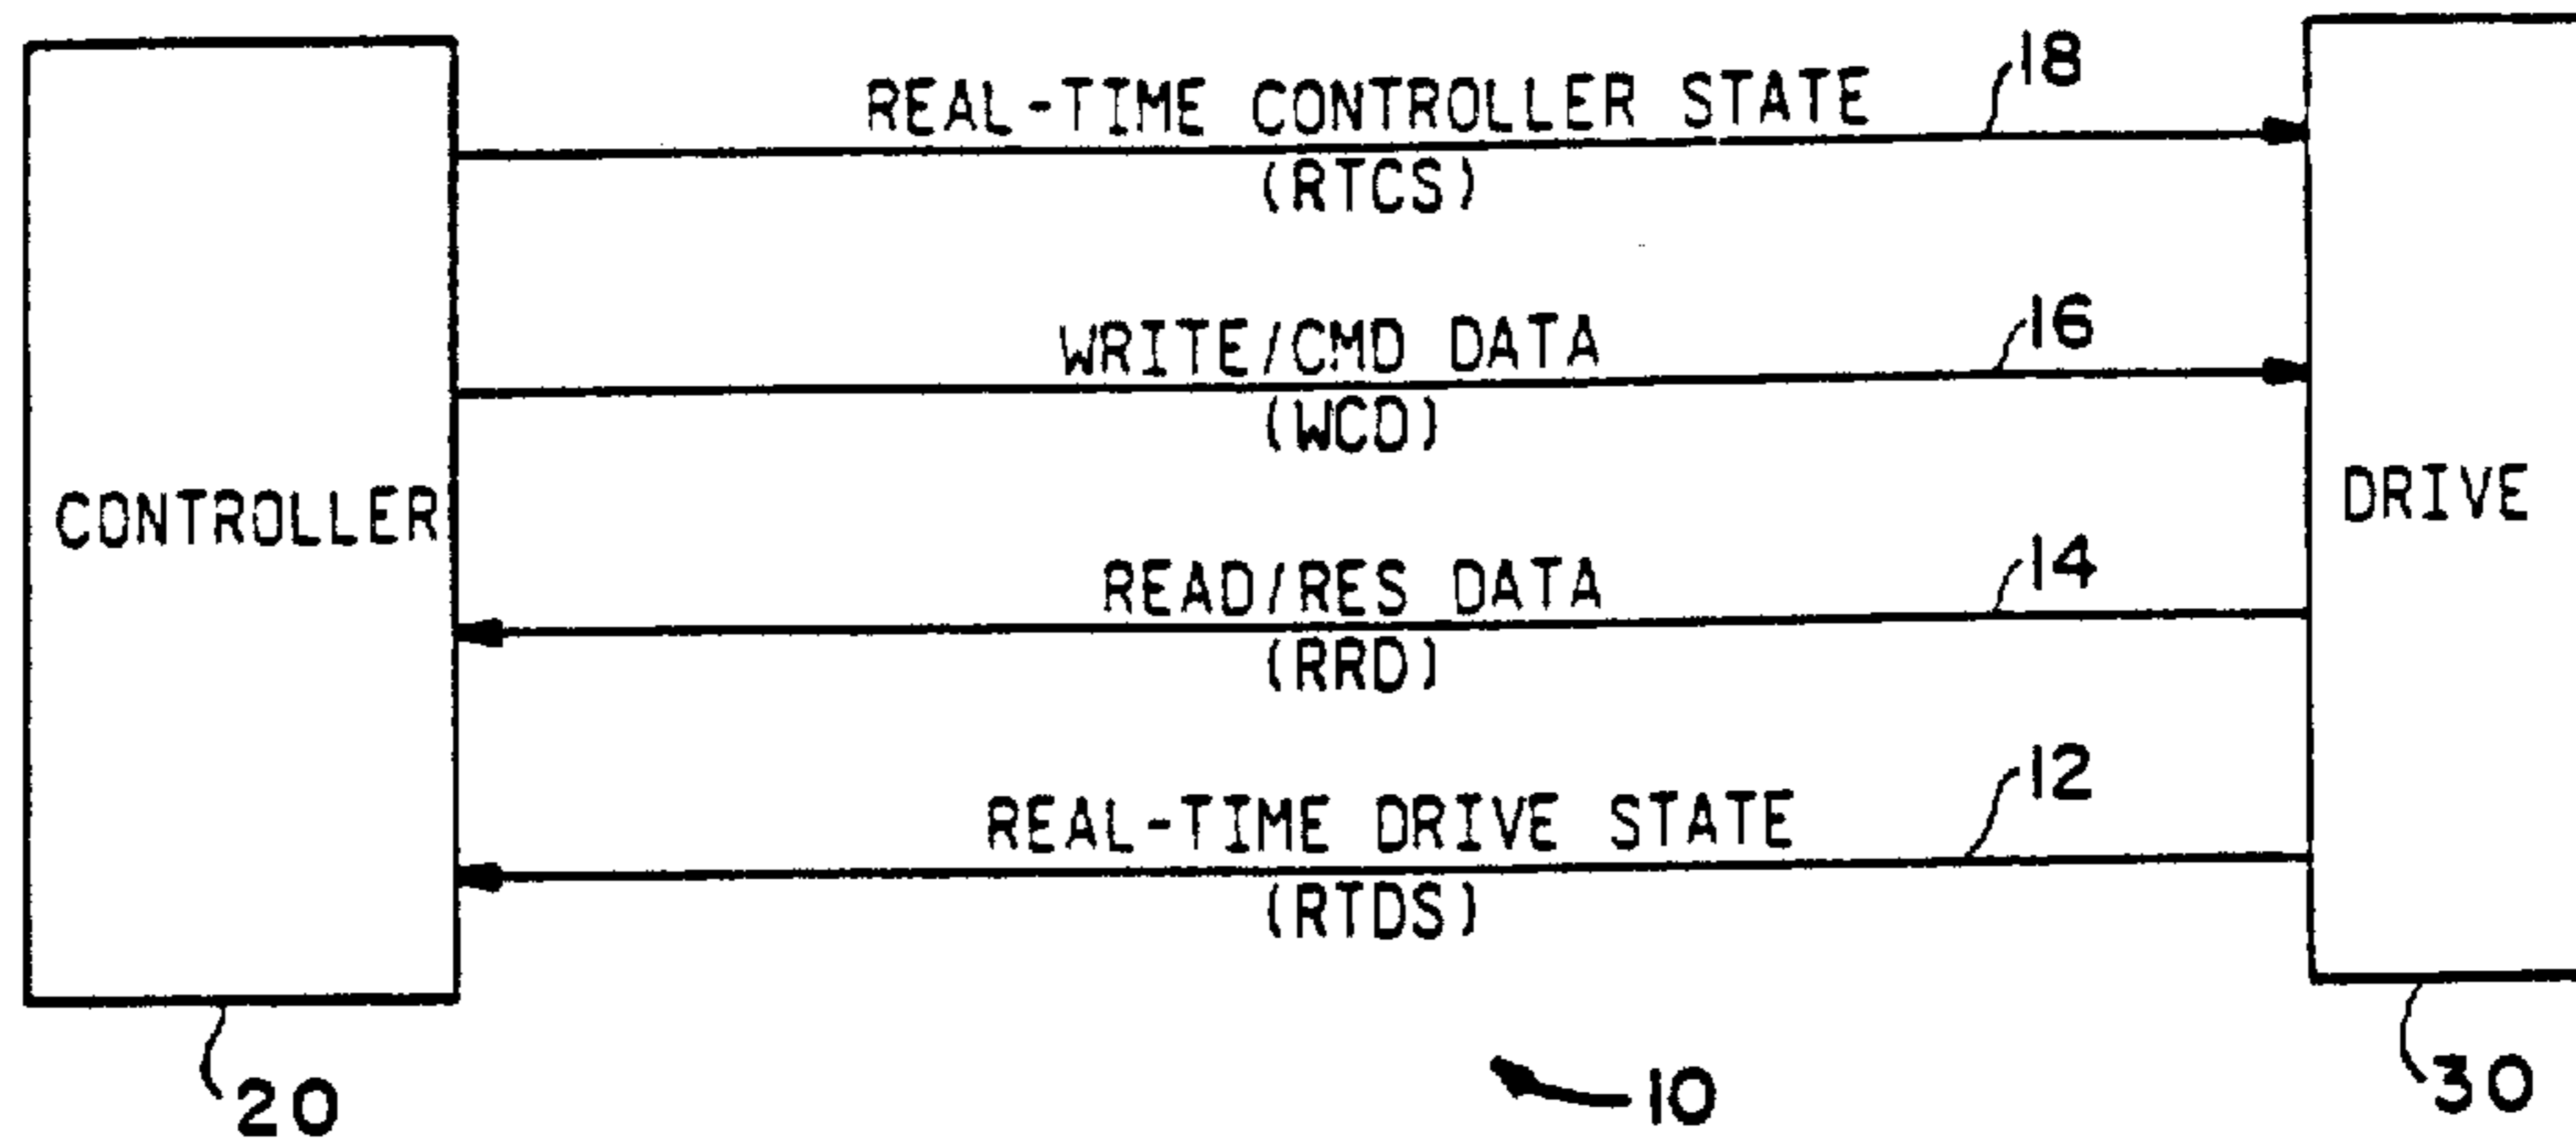 REAL-TIME CONTROLLER STATE
18
(RTCS)
WRITE/CMD DATA
16
(WCD)
CONTROLLER
DRIVE
READ/RES DATA
14
(RRD)
REAL-TIME DRIVE STATE
12
(RTDS)
20
10
30